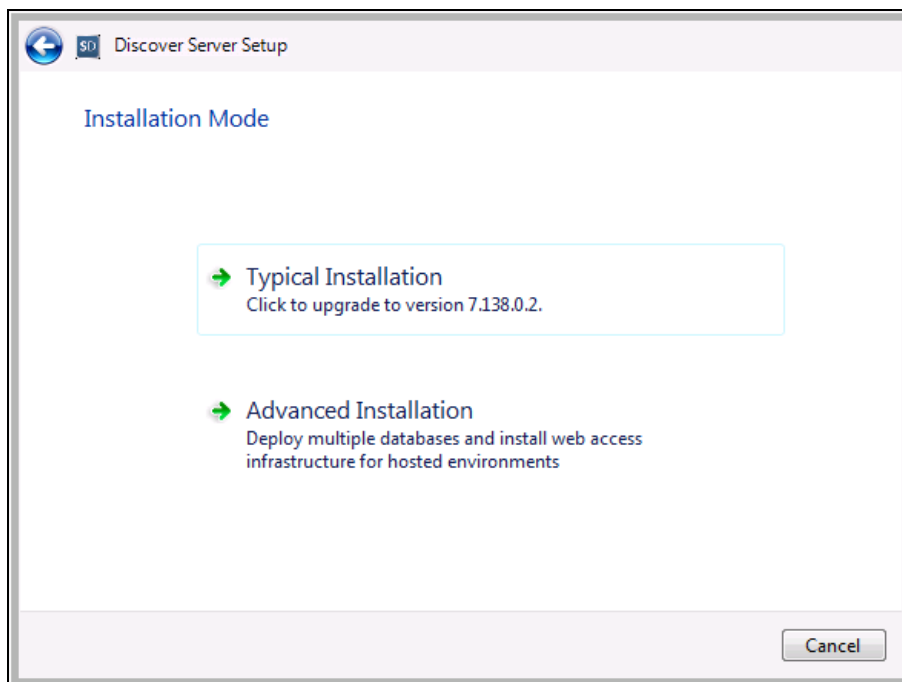 SD Discover Server Setup
Installation Mode
Typical Installation
Click to upgrade to version 7.138.0.2.
Advanced Installation
Deploy multiple databases and install web access
infrastructure for hosted environments
Cancel